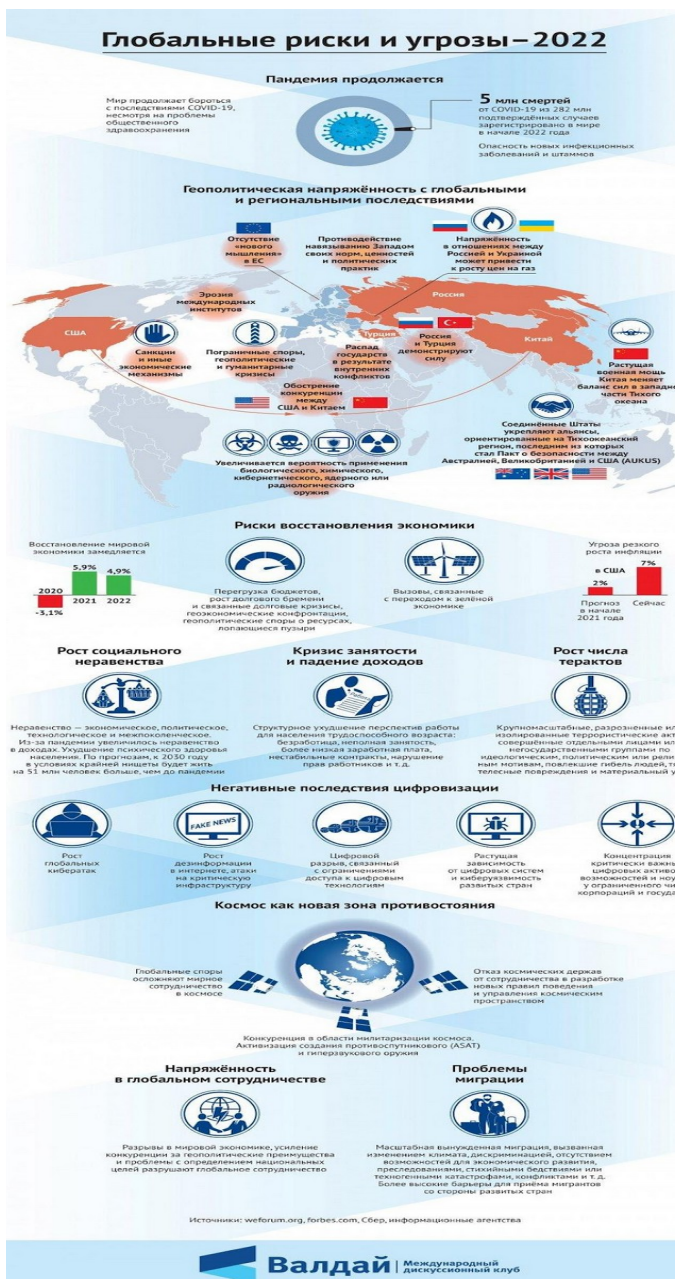 Глобальные риски и угрозы–2022
Пандемия продолжается
Мир продолжает бороться
с последствиями COVID-19,
несмотря на проблемы
общественного
здравоохранения
5 млн смертей
от COVID-19 из 282 млн
подтверждённых случаев
зарегистрировано в мире
в начале 2022 года
Опасность новых инфекционных
заболеваний и штаммов
Геополитическая напряжённость с глобальными
и региональными последствиями
Отсутствие
«нового
мышления»
в ЕС
Противодействие
навязыванию Западом
своих норм, ценностей
и политических
практик
Напряжённость
в отношениях между
Россией и Украиной
может привести
к росту цен на газ
Эрозия
международных
институтов
Россия
США
Турция
Китай
Санкции
и иные
экономические
механизмы
Пограничные споры,
геополитические
и гуманитарные
кризисы
Распад
государств
в результате
внутренних
конфликтов
Россия
и Турция
демонстрируют
силу
Растущая
военная мощь
Китая меняет
баланс сил в западно
части Тихого
океана
Обострение
конкуренции
между
США и Китаем
Соединённые Штаты
укрепляют альянсы,
ориентированные на Тихоокеанский
регион, последним из которых
стал Пакт о безопасности между
Австралией, Великобританией и США (AUKUS)
Увеличивается вероятность применения
биологического, химического,
кибернетического, ядерного или
радиологического
оружия
Риски восстановления экономики
Восстановление мировой
экономики замедляется
2020
-3,1%
5,9%
2021
4,9%
2022
Перегрузка бюджетов,
рост долгового бремени
и связанные долговые кризисы,
геоэкономические конфронтации,
геополитические споры о ресурсах,
лопающиеся пузыри
Вызовы, связанные
с переходом к зелёной
экономике
Угроза резкого
роста инфляции
в США
2%
7%
Прогноз
в начале
2021 года
Сейчас
Рост социального
неравенства
Неравенство — экономическое, политическое,
технологическое и межпоколенческое.
Из-за пандемии увеличилось неравенство
в доходах. Ухудшение психического здоровья
населения. По прогнозам, к 2030 году
в условиях крайней нищеты будет жить
на 51 млн человек больше, чем до пандемии
Кризис занятости
и падение доходов
Структурное ухудшение перспектив работы
для населения трудоспособного возраста:
безработица, неполная занятость,
более низкая заработная плата,
нестабильные контракты, нарушение
прав работников и т. д.
Рост числа
терактов
Крупномасштабные, разрозненные ил
изолированные террористические ак
совершённые отдельными лицами ил
негосударственными группами по
идеологическим, политическим или рели
ным мотивам, повлекшие гибель людей, т
телесные повреждения и материальный у
Негативные последствия цифровизации
FAKE NEWS
Рост
глобальных
кибератак
Рост
дезинформации
в интернете, атаки
на критическую
инфраструктуру
Цифровой
разрыв, связанный
с ограничениями
доступа к цифровым
технологиям
Растущая
зависимость
от цифровых систем
и киберуязвимость
развитых стран
Концентрация
критически важны
цифровых активо
возможностей и ноу
у ограниченного чи
корпораций и госуда
Космос как новая зона противостояния
Глобальные споры
осложняют мирное
сотрудничество
в космосе
Отказ космических держав
от сотрудничества в разработке
новых правил поведения
и управления космическим
пространством
Конкуренция в области милитаризации космоса.
Активизация создания противоспутникового (ASAT)
и гиперзвукового оружия
Напряжённость
в глобальном сотрудничестве
Разрывы в мировой экономике, усиление
конкуренции за геополитические преимущества
и проблемы с определением национальных
целей разрушают глобальное сотрудничество
Проблемы
миграции
Масштабная вынужденная миграция, вызванная
изменением климата, дискриминацией, отсутствием
возможностей для экономического развития,
преследованиями, стихийными бедствиями или
техногенными катастрофами, конфликтами и т. д.
Более высокие барьеры для приёма мигрантов
со стороны развитых стран
Источники: weforum.org, forbes.com, Сбер, информационные агентства
Валдай
Международный
дискуссионный клуб